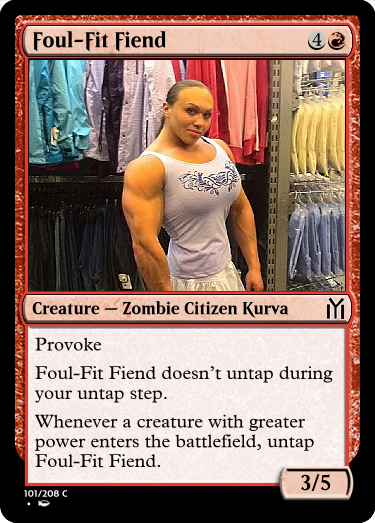 Foul-Fit Fiend 4
Creature — Zombie Citizen Kurva
Provoke
Foul-Fit Fiend doesn't untap during
your untap step.
Whenever a creature with greater
power enters the battlefield, untap
Foul-Fit Fiend.
3/5
101/208 C